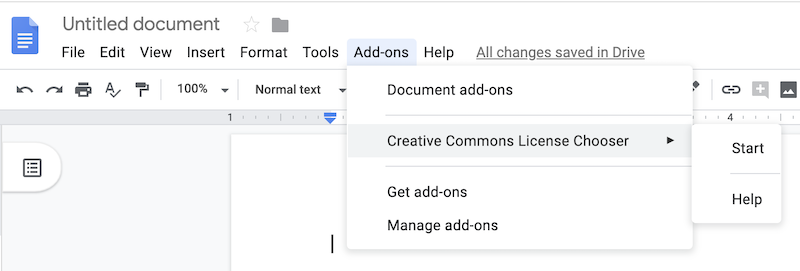 Untitled document
File Edit View Insert Format Tools Add-ons Help All changes saved in Drive
100% Normal text
1 4
Document add-ons
Creative Commons License Chooser
Start
Help
Get add-ons
Manage add-ons